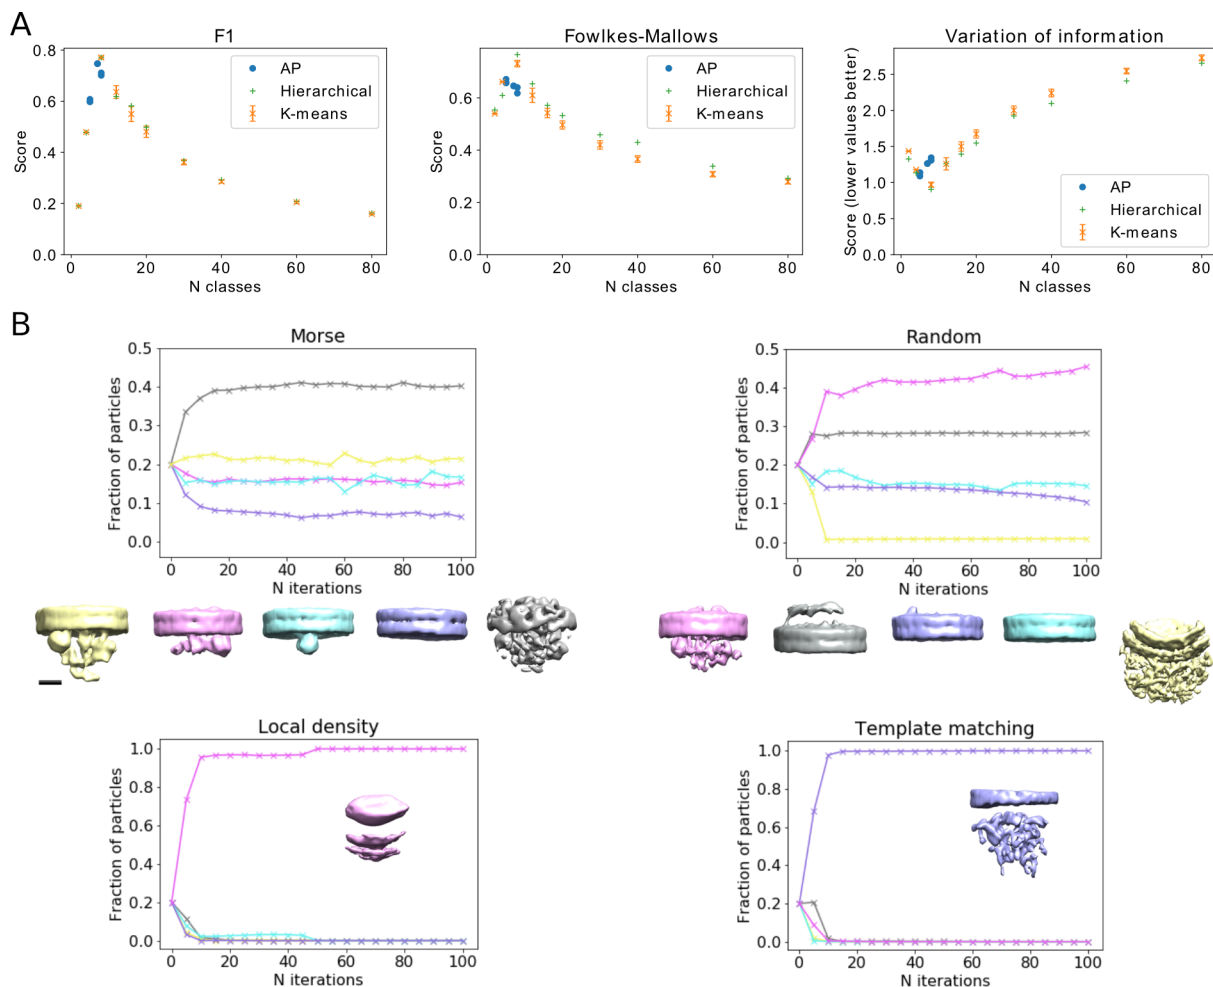 A
F1
Score
0.8
0.6
0.4
0.2
0.0
AP
Hierarchical
K-means
0 20 40 60 80
N classes
Fowlkes-Mallows
Score
0.6
0.4
0.2
0.0
AP
Hierarchical
K-means
0 20 40 60 80
N classes
Variation of information
Score (lower values better)
2.5
2.0
1.5
1.0
0.5
0.0
AP
Hierarchical
K-means
0 20 40 60 80
N classes
B
Morse
Fraction of particles
0.5
0.4
0.3
0.2
0.1
0.0
0 20 40 60 80 100
N iterations
Random
Fraction of particles
0.5
0.4
0.3
0.2
0.1
0.0
0 20 40 60 80 100
N iterations
Local density
Fraction of particles
1.0
0.8
0.6
0.4
0.2
0.0
0 20 40 60 80 100
N iterations
Template matching
Fraction of particles
1.0
0.8
0.6
0.4
0.2
0.0
0 20 40 60 80 100
N iterations